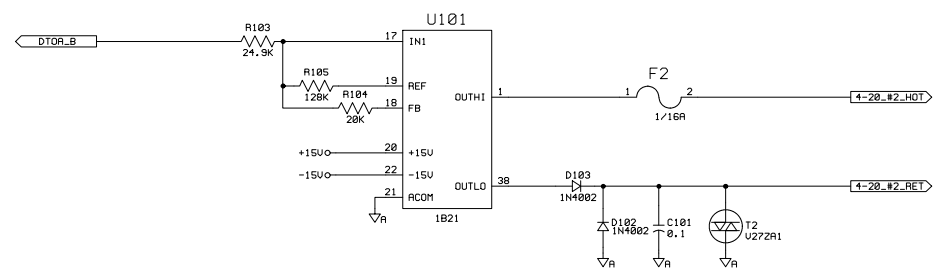 U101
R103
17
IN1
DTOA_B
24.9K
R105
19
REF
F2
128K
R104
18
FB
OUTHI
1
1
2
4-20_#2_HOT
20K
1/16A
+15V
20
+15V
-15V
22
-15V
D103
21
ACOM
OUTLO
38
4-20_#2_RET
1N4002
A
1B21
D102
1N4002
C101
0.1
T2
V27ZA1
A
A
A